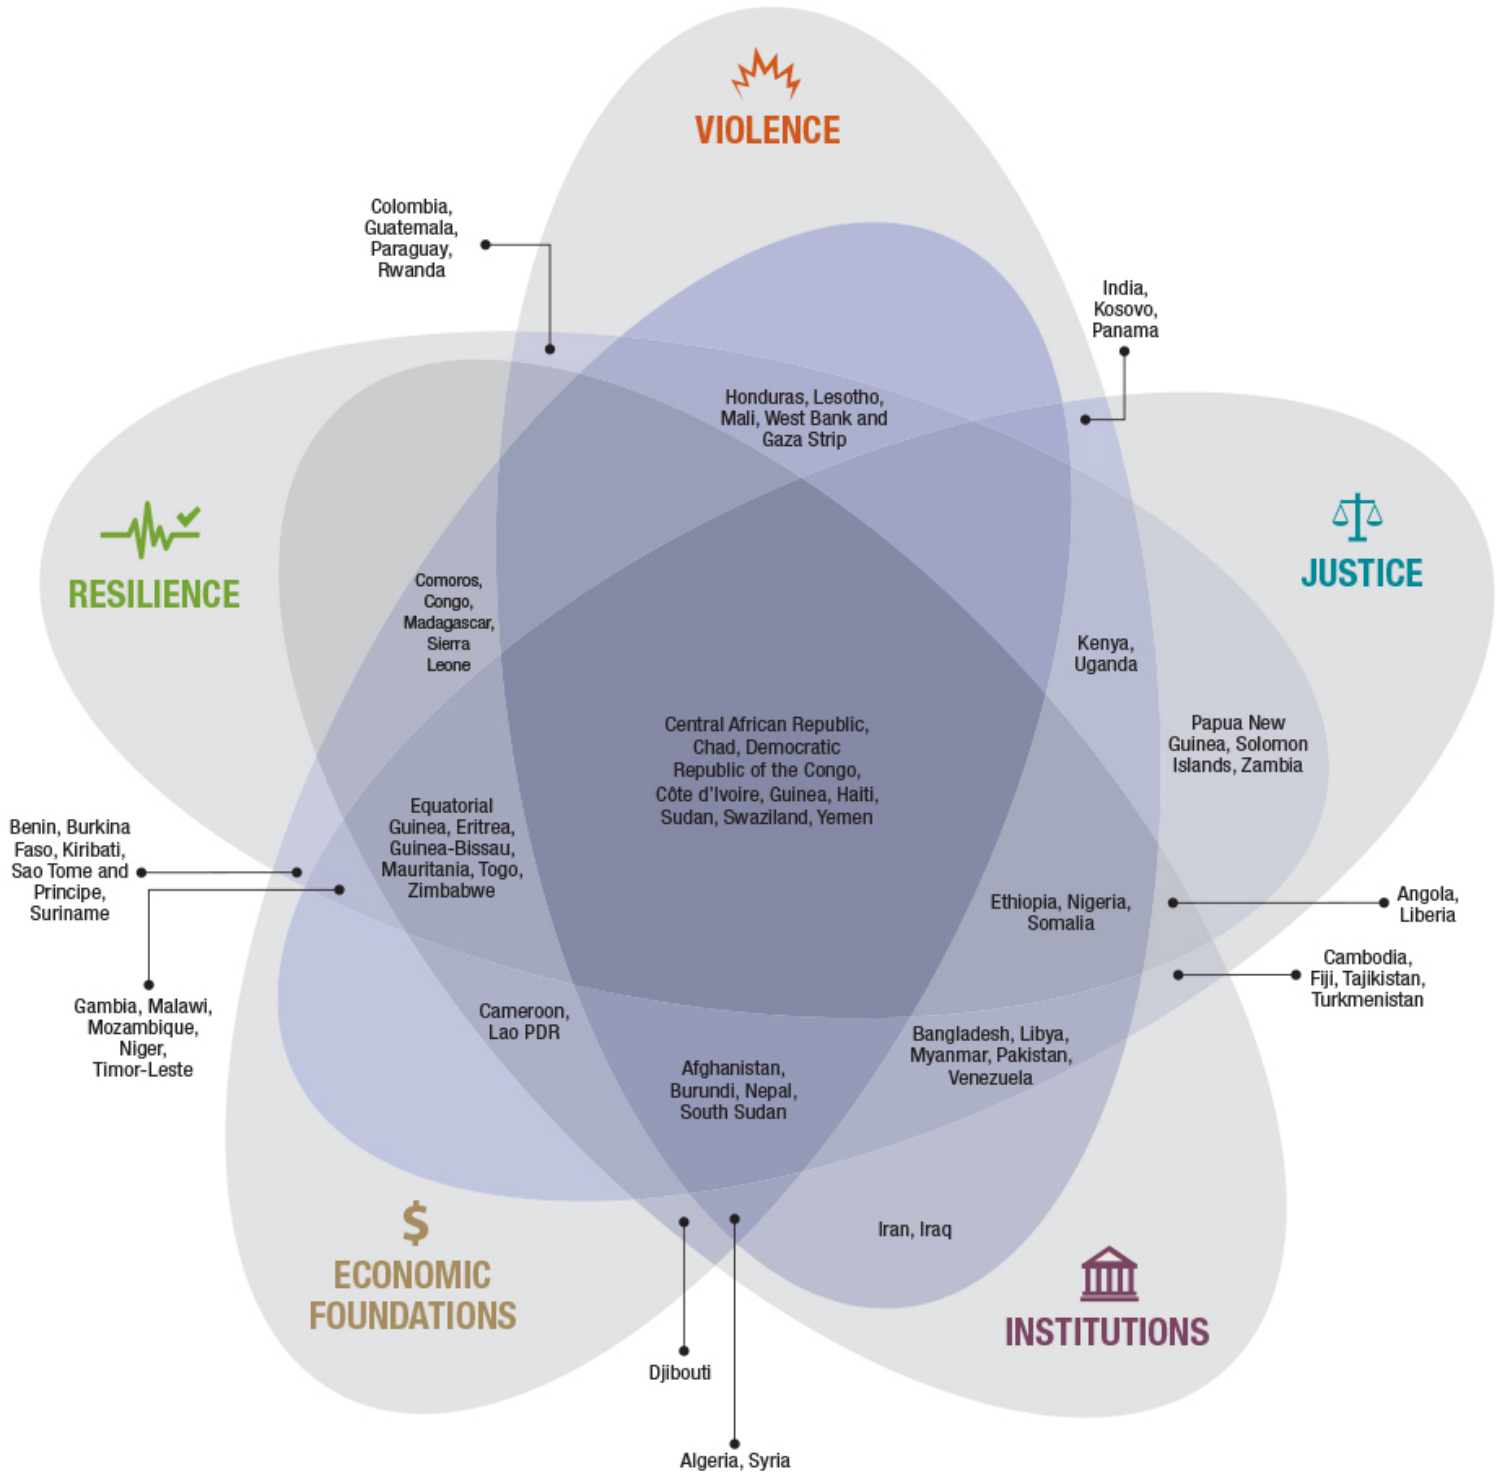 VIOLENCE
Colombia,
Guatemala,
Paraguay,
Rwanda
India,
Kosovo,
Panama
Honduras, Lesotho,
Mali, West Bank and
Gaza Strip
RESILIENCE
JUSTICE
Comoros,
Congo,
Madagascar,
Sierra
Leone
Kenya,
Uganda
Central African Republic,
Chad, Democratic
Republic of the Congo,
Côte d'Ivoire, Guinea, Haiti,
Sudan, Swaziland, Yemen
Papua New
Guinea, Solomon
Islands, Zambia
Equatorial
Guinea, Eritrea,
Guinea-Bissau,
Mauritania, Togo,
Zimbabwe
Benin, Burkina
Faso, Kiribati,
Sao Tome and
Principe,
Suriname
Ethiopia, Nigeria,
Somalia
Angola,
Liberia
Cambodia,
Fiji, Tajikistan,
Turkmenistan
Gambia, Malawi,
Mozambique,
Niger,
Timor-Leste
Cameroon,
Lao PDR
Bangladesh, Libya,
Myanmar, Pakistan,
Venezuela
Afghanistan,
Burundi, Nepal,
South Sudan
Iran, Iraq
$
ECONOMIC
FOUNDATIONS
INSTITUTIONS
Djibouti
Algeria, Syria